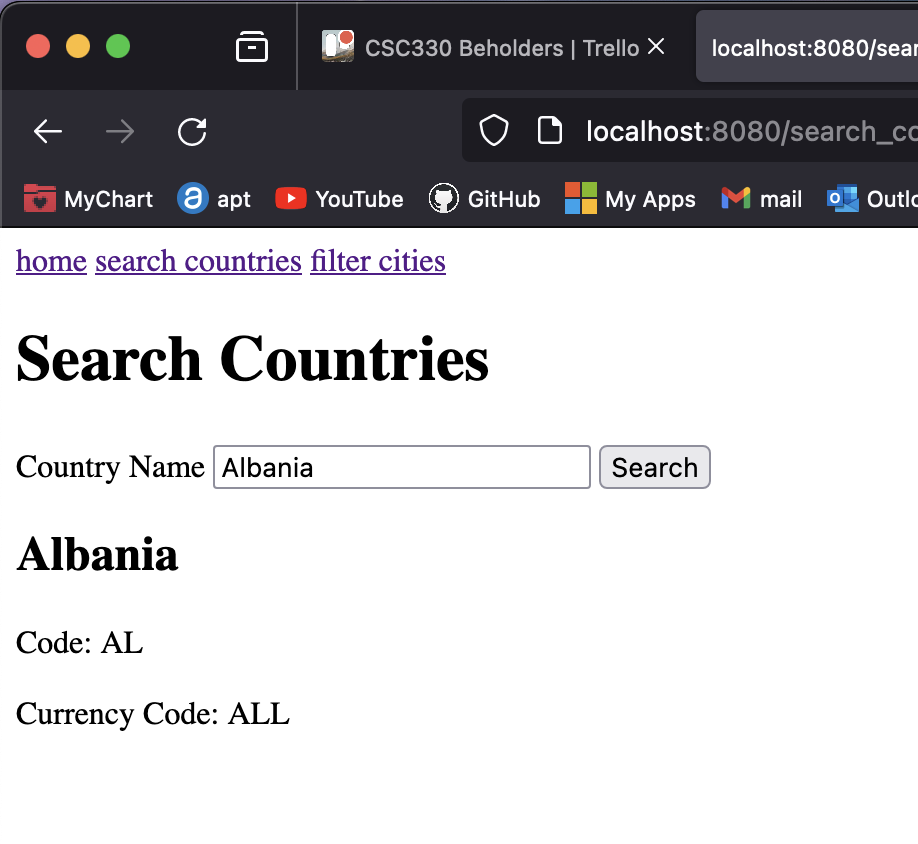 CSC330 Beholders | Trello
localhost:8080/sear
localhost:8080/search_co
MyChart apt YouTube GitHub My Apps mail Outlo
home search countries filter cities
Search Countries
Country Name Albania Search
Albania
Code: AL
Currency Code: ALL